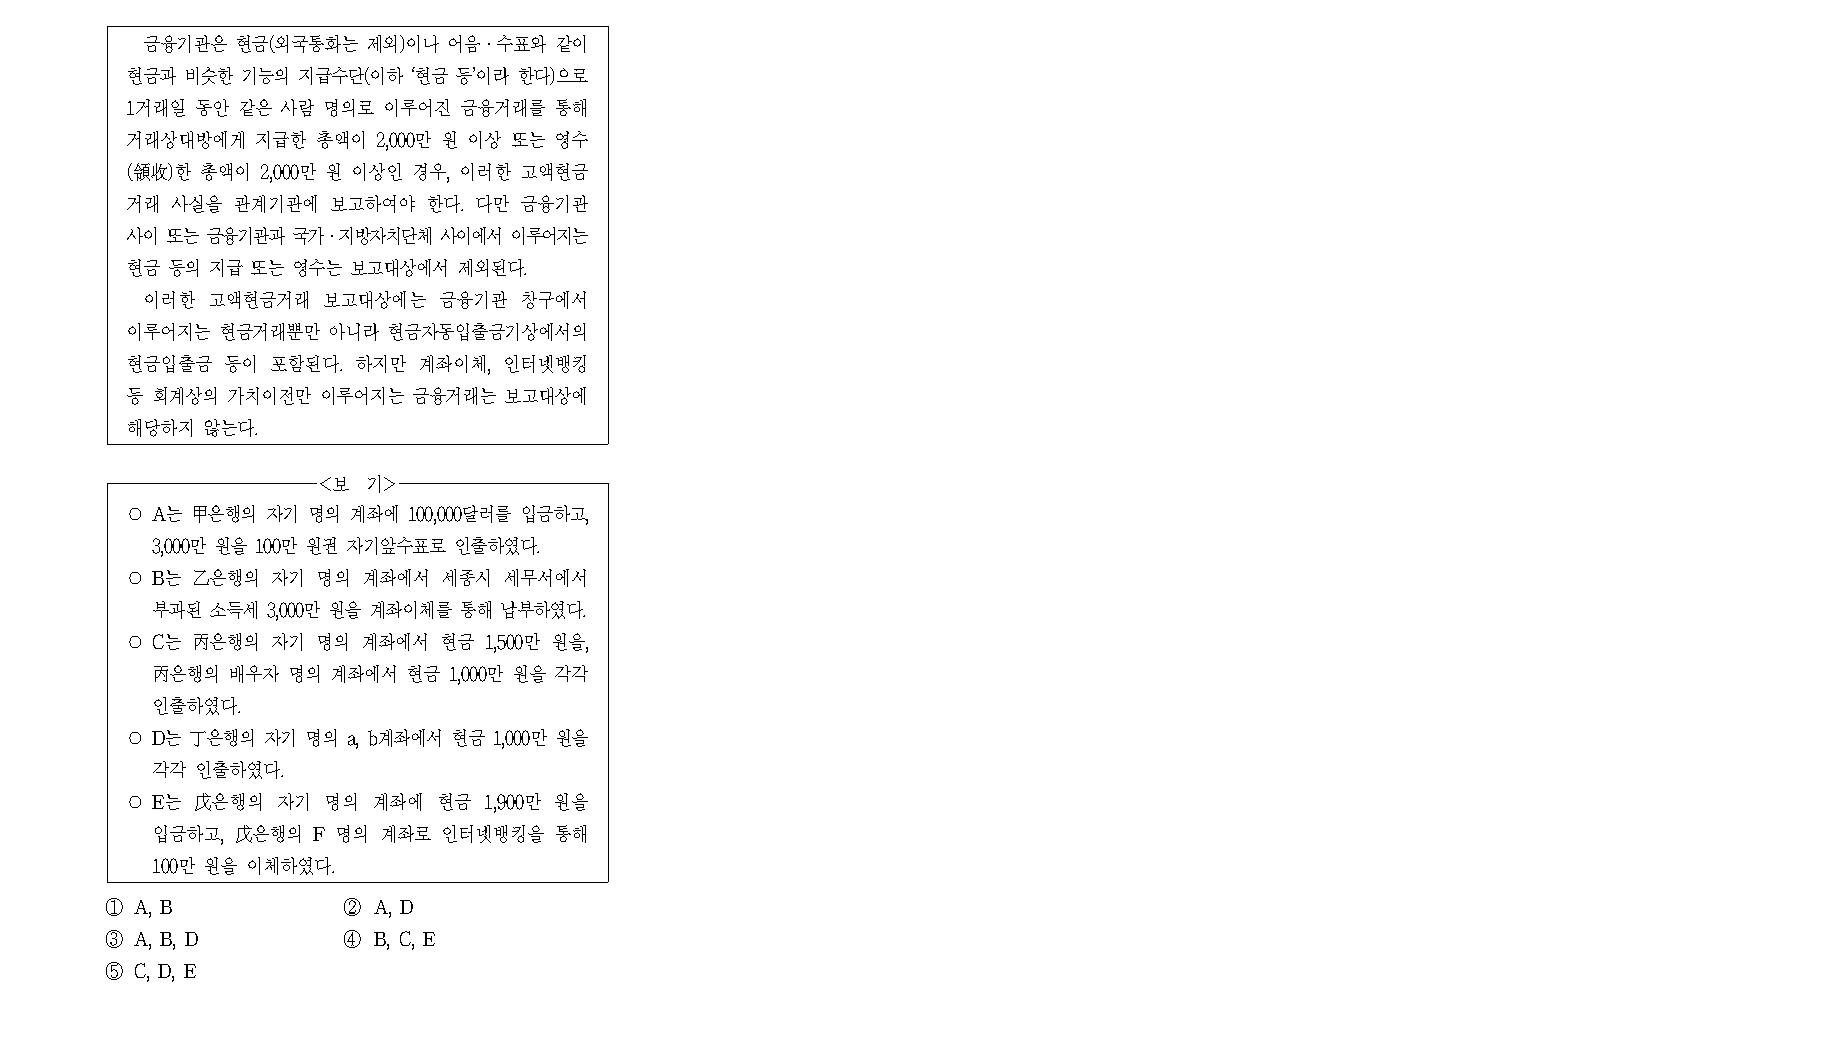 금융기관은 현금(외국통화는 제외)이나 어음·수표와 같이
현금과 비슷한 기능의 지급수단(이하 ‘현금 등’이라 한다)으로
1거래일 동안 같은 사람 명의로 이루어진 금융거래를 통해
거래상대방에게 지급한 총액이 2,000만 원 이상 또는 영수
(領收)한 총액이 2,000만 원 이상인 경우, 이러한 고액현금
거래 사실을 관계기관에 보고하여야 한다. 다만 금융기관
사이 또는 금융기관과 국가·지방자치단체 사이에서 이루어지는
현금 등의 지급 또는 영수는 보고대상에서 제외된다.
이러한 고액현금거래 보고대상에는 금융기관 창구에서
이루어지는 현금거래뿐만 아니라 현금자동입출금기상에서의
현금입출금 등이 포함된다. 하지만 계좌이체, 인터넷뱅킹
등 회계상의 가치이전만 이루어지는 금융거래는 보고대상에
해당하지 않는다.
<보 기>
○ A는 甲은행의 자기 명의 계좌에 100,000달러를 입금하고,
3,000만 원을 100만 원권 자기앞수표로 인출하였다.
○ B는 乙은행의 자기 명의 계좌에서 세종시 세무서에서
부과된 소득세 3,000만 원을 계좌이체를 통해 납부하였다.
○ C는 丙은행의 자기 명의 계좌에서 현금 1,500만 원을,
丙은행의 배우자 명의 계좌에서 현금 1,000만 원을 각각
인출하였다.
○ D는 丁은행의 자기 명의 a, b계좌에서 현금 1,000만 원을
각각 인출하였다.
○ E는 戊은행의 자기 명의 계좌에 현금 1,900만 원을
입금하고, 戊은행의 F 명의 계좌로 인터넷뱅킹을 통해
100만 원을 이체하였다.
① A, B
② A, D
③ A, B, D
④ B, C, E
⑤ C, D, E